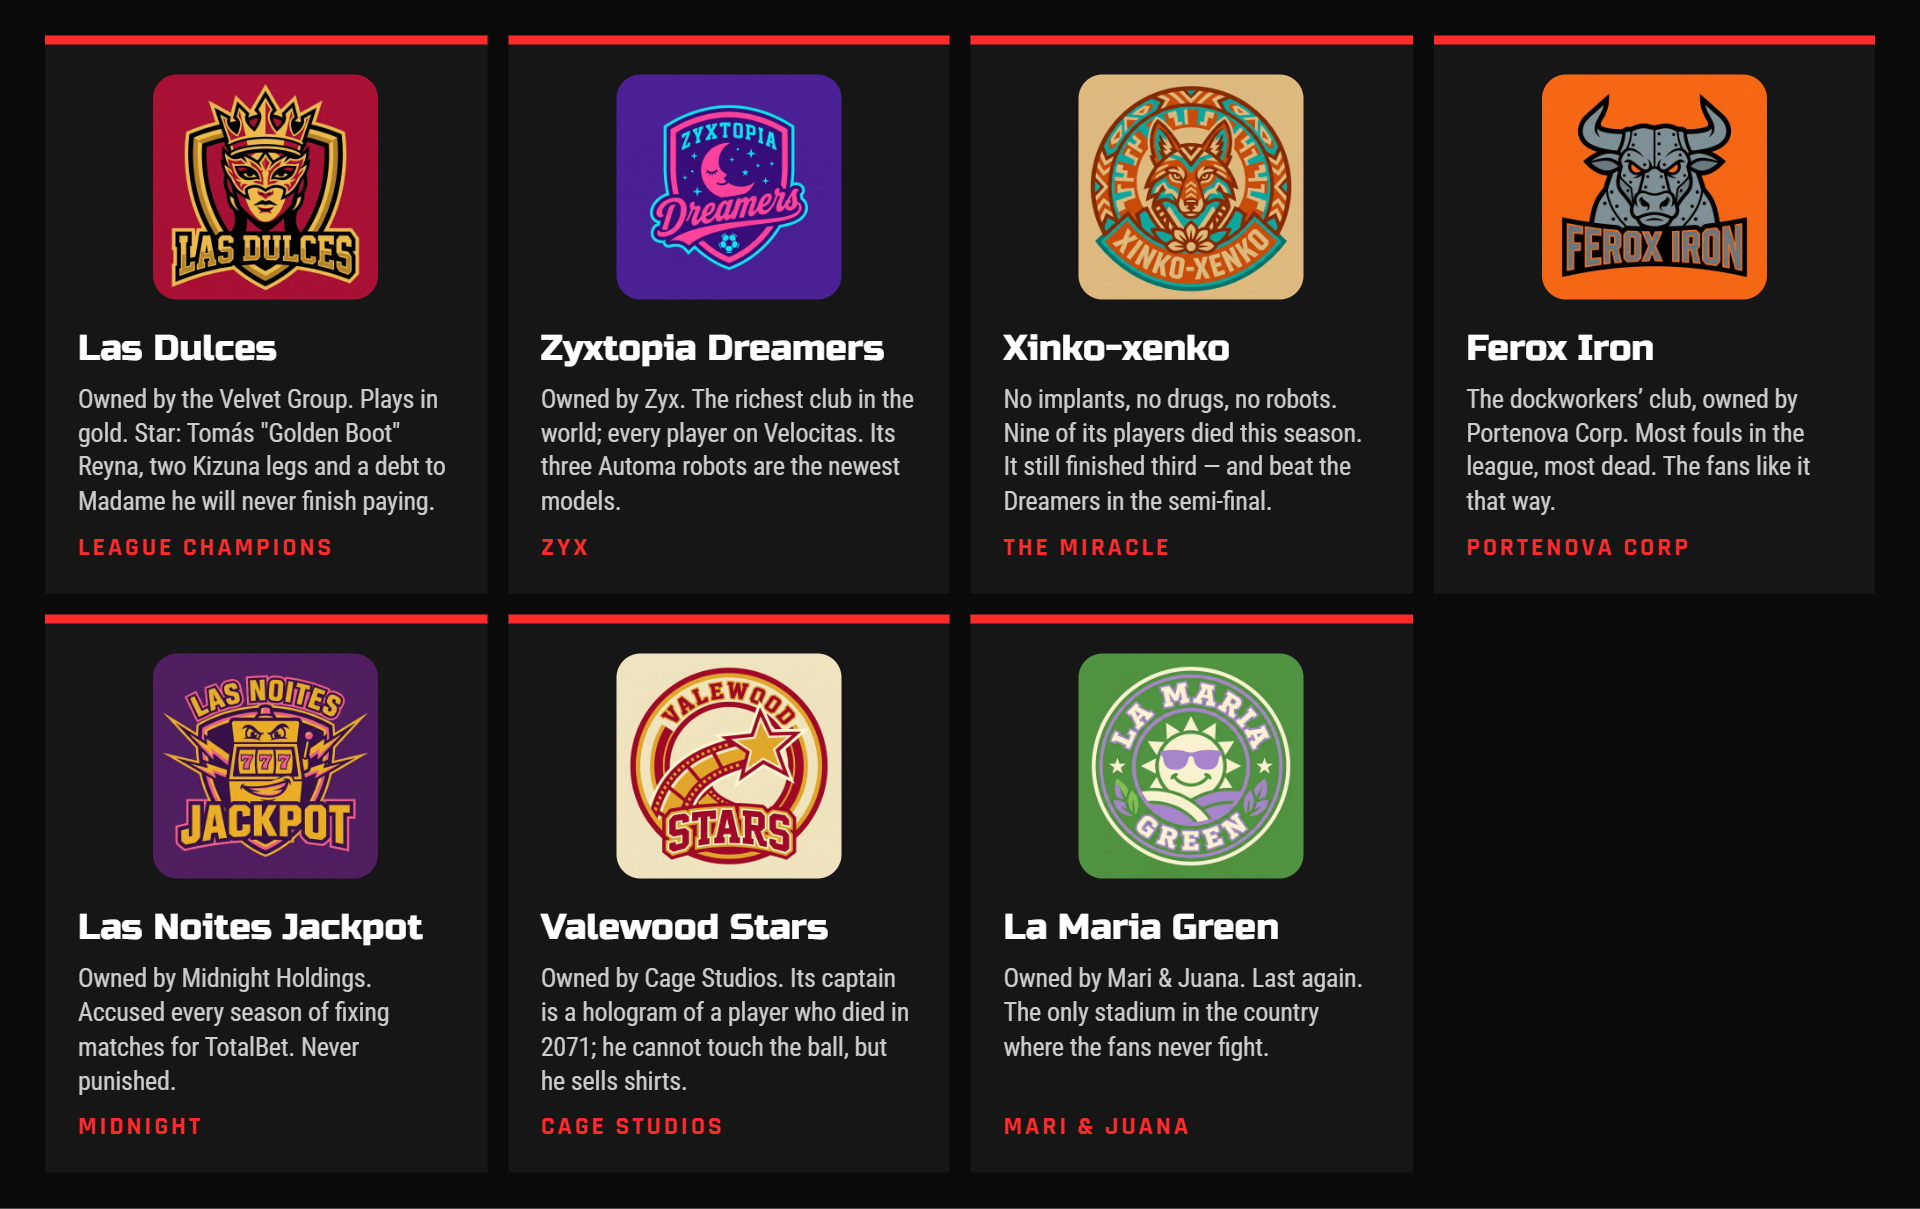 LAS DULCES
Las Dulces
Owned by the Velvet Group. Plays in
gold. Star: Tomás "Golden Boot"
Reyna, two Kizuna legs and a debt to
Madame he will never finish paying.
LEAGUE CHAMPIONS
ZYXTOPIA
Dreamers
Zyxtopia Dreamers
Owned by Zyx. The richest club in the
world; every player on Velocitas. Its
three Automa robots are the newest
models.
ZYX
XINKO-XENKO
Xinko-xenko
No implants, no drugs, no robots.
Nine of its players died this season.
It still finished third — and beat the
Dreamers in the semi-final.
THE MIRACLE
FEROX IRON
Ferox Iron
The dockworkers’ club, owned by
Portenova Corp. Most fouls in the
league, most dead. The fans like it
that way.
PORTENOVA CORP
LAS NOITES
777
JACKPOT
Las Noites Jackpot
Owned by Midnight Holdings.
Accused every season of fixing
matches for TotalBet. Never
punished.
MIDNIGHT
VALEWOOD
STARS
Valewood Stars
Owned by Cage Studios. Its captain
is a hologram of a player who died in
2071; he cannot touch the ball, but
he sells shirts.
CAGE STUDIOS
LA MARIA
GREEN
La Maria Green
Owned by Mari & Juana. Last again.
The only stadium in the country
where the fans never fight.
MARI & JUANA